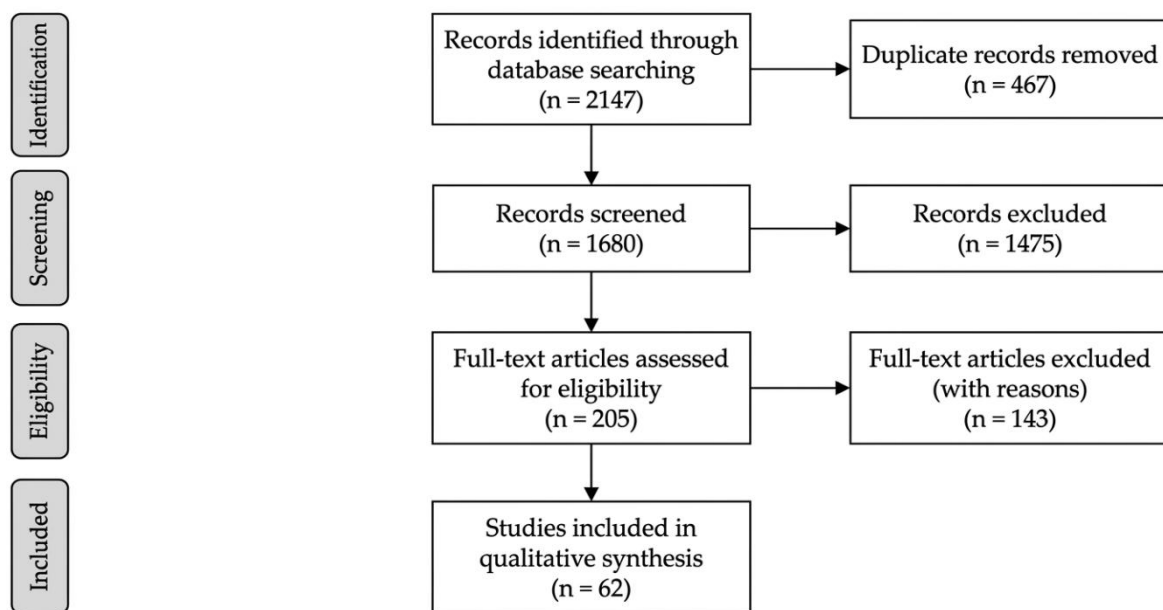 Identification
Records identified through
database searching
(n = 2147)
Duplicate records removed
(n = 467)
Screening
Records screened
(n = 1680)
Records excluded
(n = 1475)
Eligibility
Full-text articles assessed
for eligibility
(n = 205)
Full-text articles excluded
(with reasons)
(n = 143)
Included
Studies included in
qualitative synthesis
(n = 62)